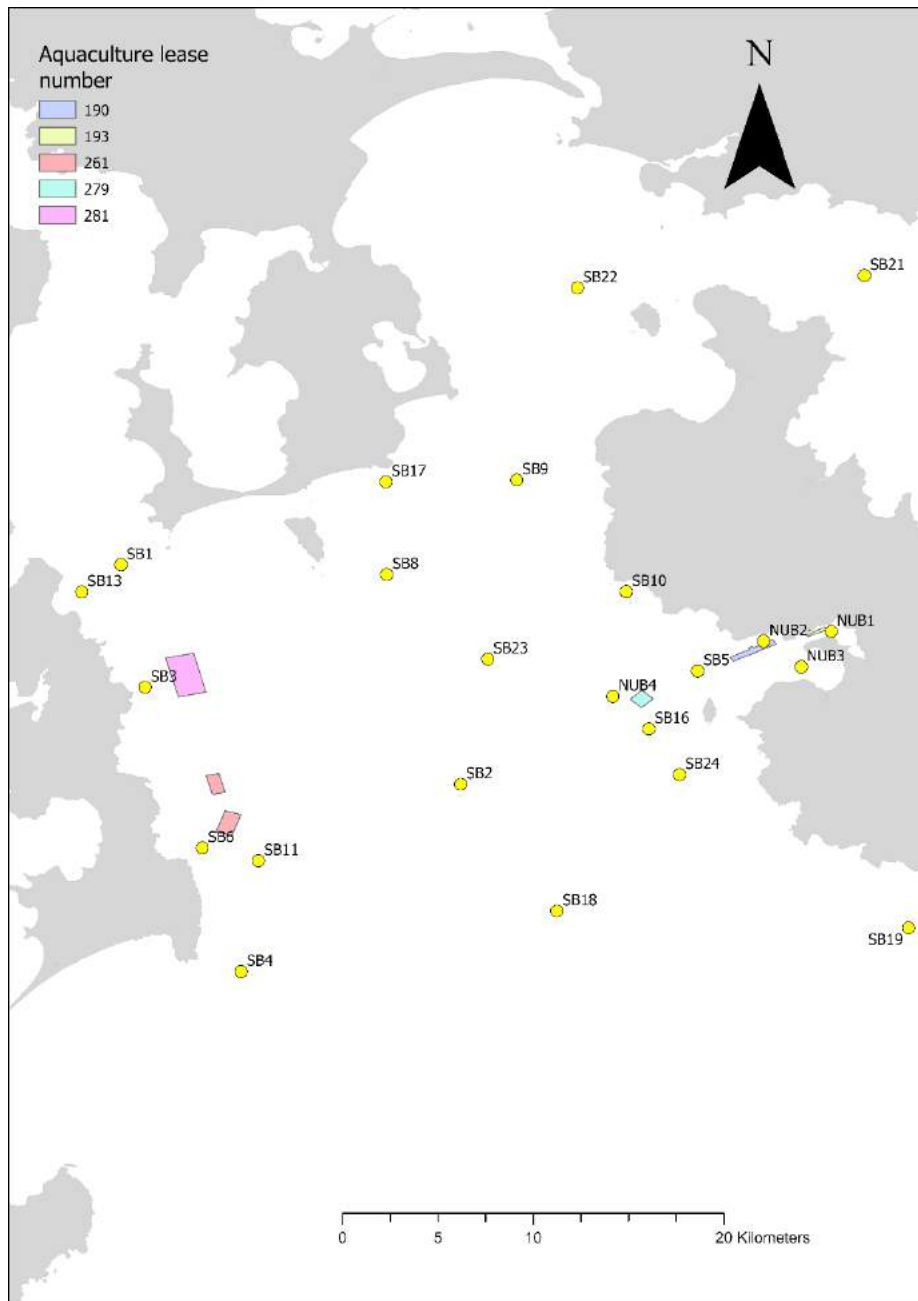 Aquaculture lease
number
190
193
261
279
281
N
SB21
SB22
SB17
SB9
SB1
SB13
SB8
SB10
SB23
NUB2
NUB1
SB5
NUB3
SB3
NUB4
SB16
SB2
SB24
SB6
SB11
SB18
SB19
SB4
0 5 10 20 Kilometers